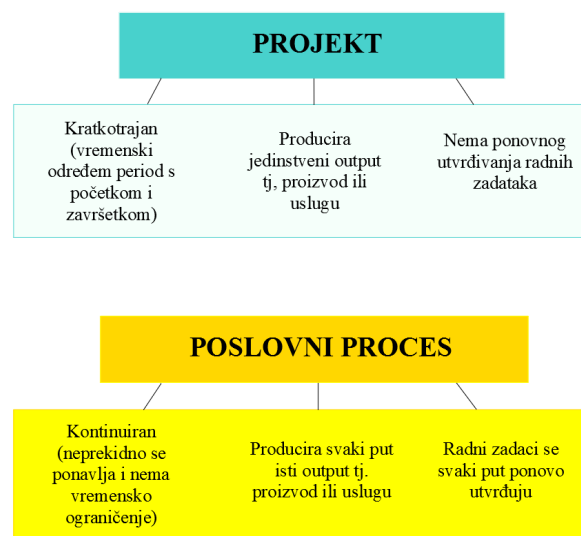 PROJEKT
Kratkotrajan
(vremenski
određem period s
početkom i
završetkom)
Producira
jedinstveni output
tj, proizvod ili
uslugu
Nema ponovnog
utvrđivanja radnih
zadataka
POSLOVNI PROCES
Kontinuiran
(neprekidno se
ponavlja i nema
vremensko
ograničenje)
Producira svaki put
isti output tj.
proizvod ili uslugu
Radni zadaci se
svaki put ponovo
utvrđuju